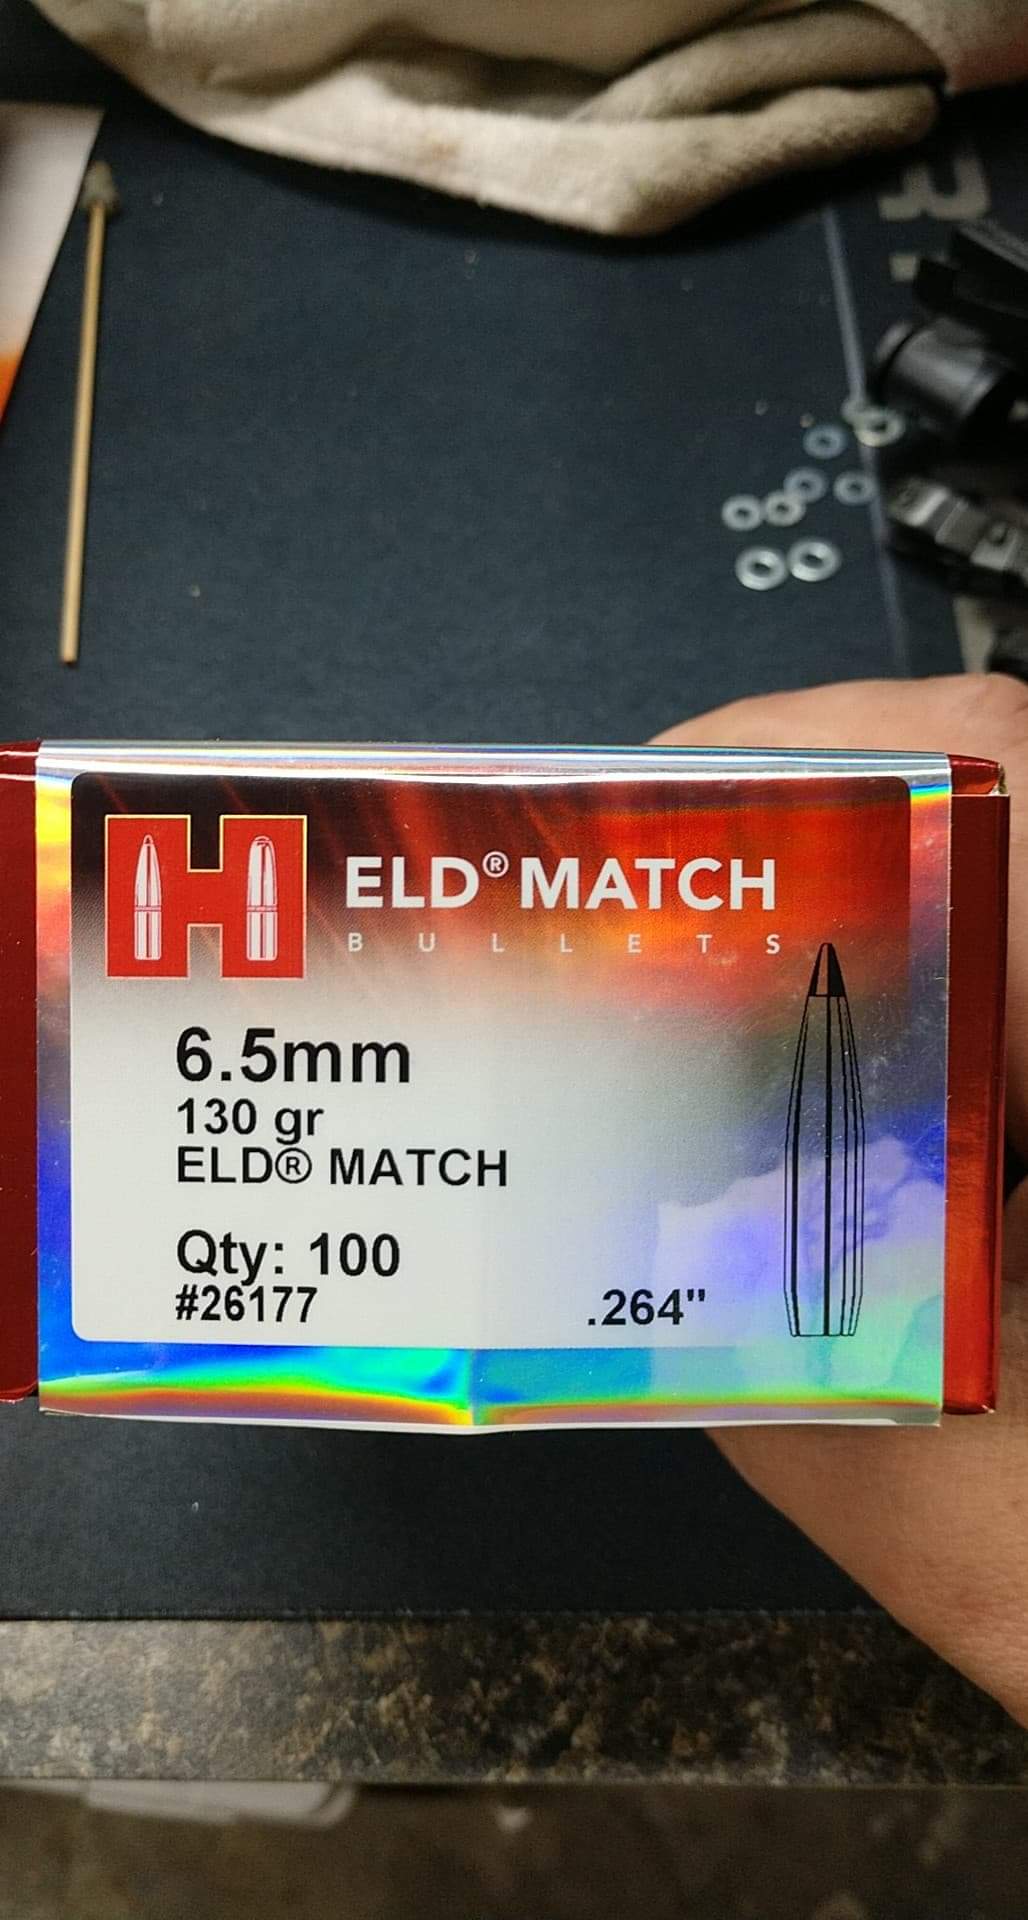 ELD® MATCH
BULLETS
6.5mm
130 gr
ELD® MATCH
Qty: 100
#26177
.264"